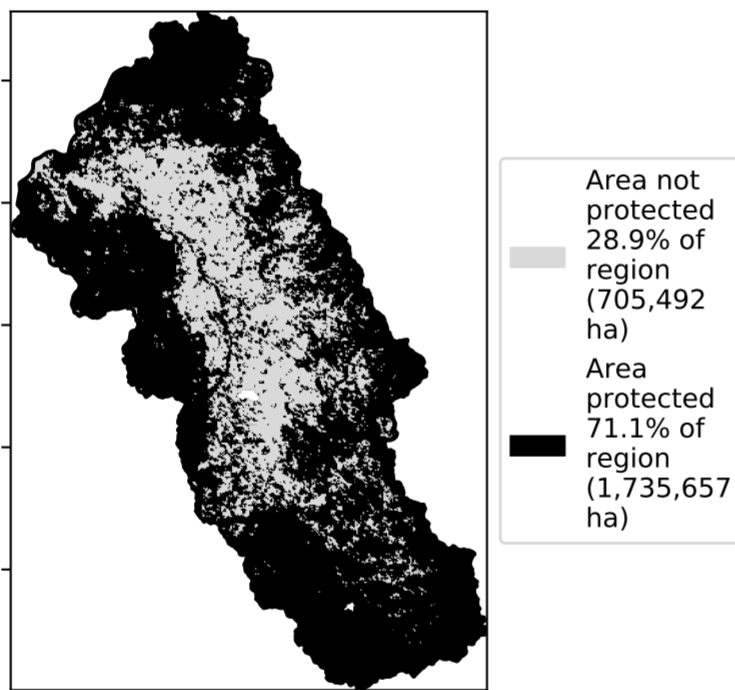 Area not
protected
28.9% of
region
(705,492
ha)
Area
protected
71.1% of
region
(1,735,657
ha)